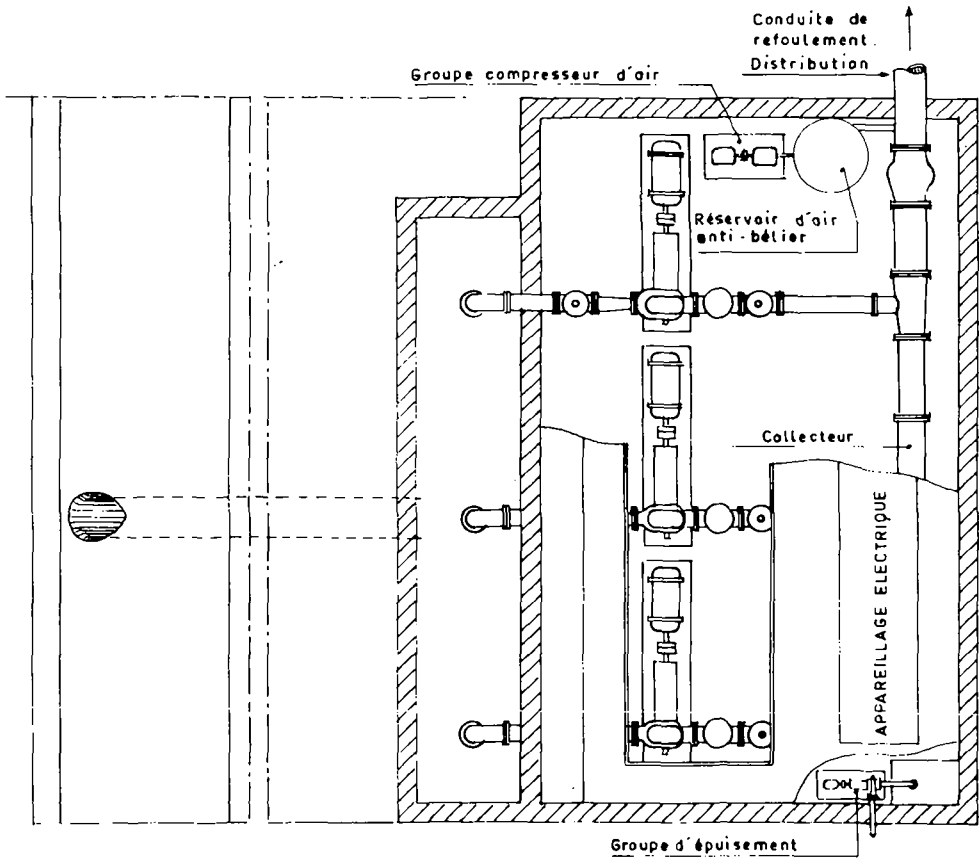 Conduite de
refoulement.
Distribution
Groupe compresseur d'air
Réservoir d'air
anti-bélier
Collecteur
APPAREILLAGE ELECTRIQUE
Groupe d'épuisement